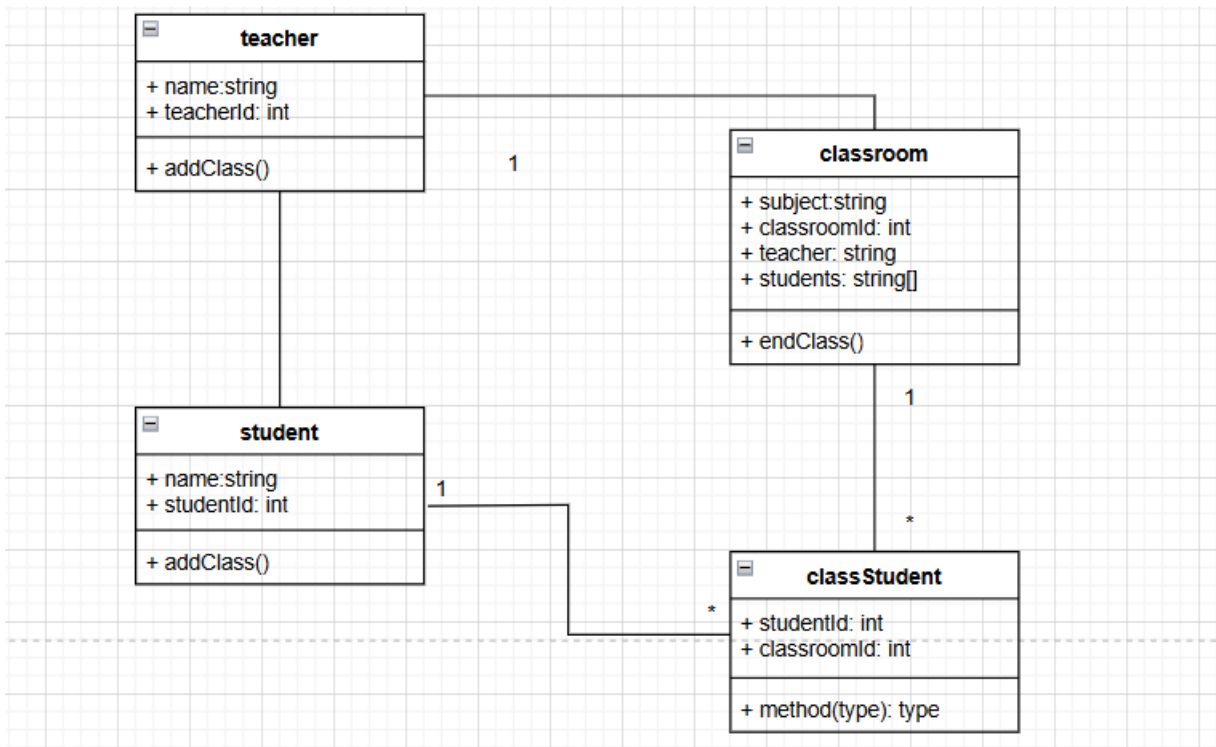 teacher
+ name:string
+ teacherId: int
+ addClass()
1
classroom
+ subject:string
+ classroomId: int
+ teacher: string
+ students: string[]
+ endClass()
1
student
+ name:string
+ studentId: int
+ addClass()
1
*
*
classStudent
+ studentId: int
+ classroomId: int
+ method(type): type